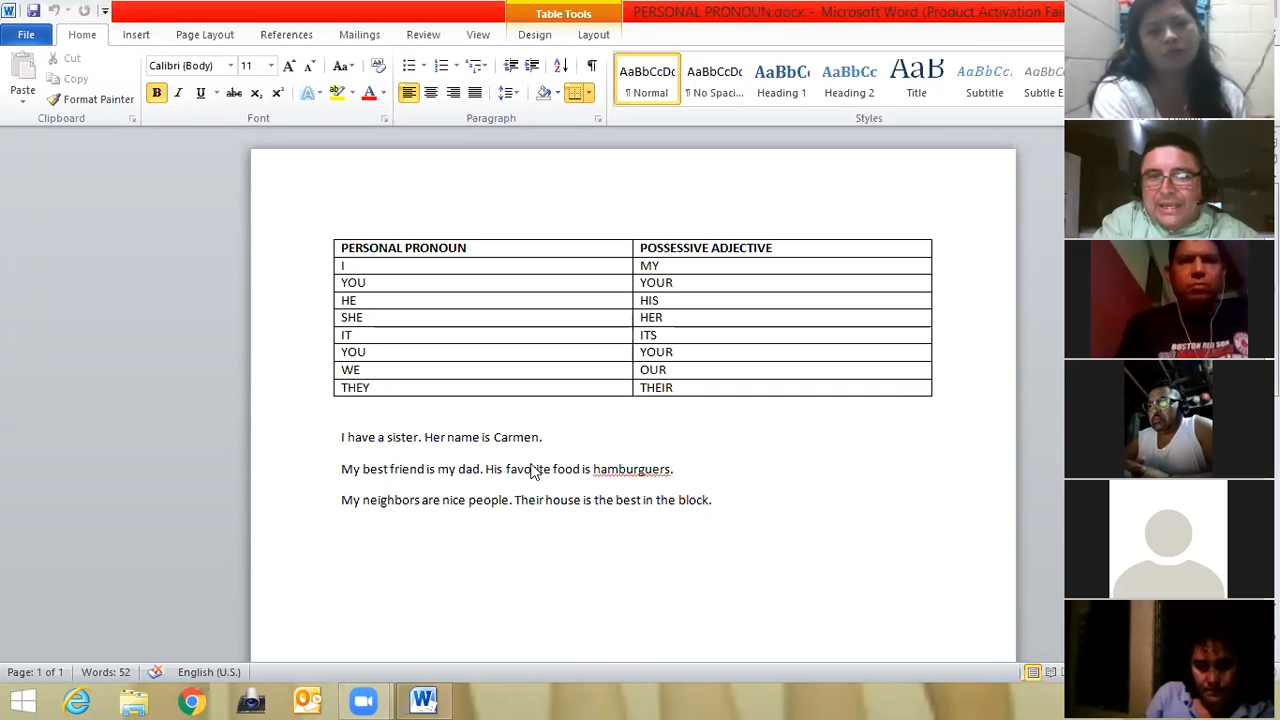 Table Tools
PERSONAL PRONOUN.docx - Microsoft Word (Product Activation Fai
File Home Insert Page Layout References Mailings Review View Design Layout
Paste
Cut
Copy
Format Painter
Clipboard
Calibri (Body) 11
Font
Paragraph
AaBbCcDc AaBbCcDc AaBbC AaBbCc AaB AaBbCc. AaBbCcD
¶ Normal ¶ No Spaci... Heading 1 Heading 2 Title Subtitle Subtle E
Styles
PERSONAL PRONOUN POSSESSIVE ADJECTIVE
I MY
YOU YOUR
HE HIS
SHE HER
IT ITS
YOU YOUR
WE OUR
THEY THEIR
I have a sister. Her name is Carmen.
My best friend is my dad. His favorite food is hamburguers.
My neighbors are nice people. Their house is the best in the block.
BOSTON RED SOX
Page: 1 of 1 Words: 52 English (U.S.)